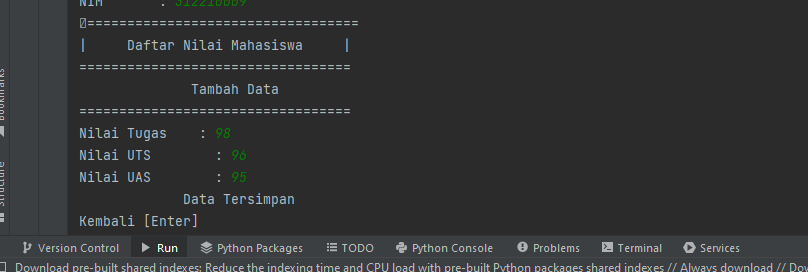 NIM : 312210009
==================================
| Daftar Nilai Mahasiswa |
==================================
Tambah Data
==================================
Nilai Tugas : 98
Nilai UTS : 96
Nilai UAS : 95
Data Tersimpan
Kembali [Enter]
Bookmarks
Structure
Version Control Run Python Packages TODO Python Console Problems Terminal Services
Download pre-built shared indexes: Reduce the indexing time and CPU load with pre-built Python packages shared indexes // Always download //